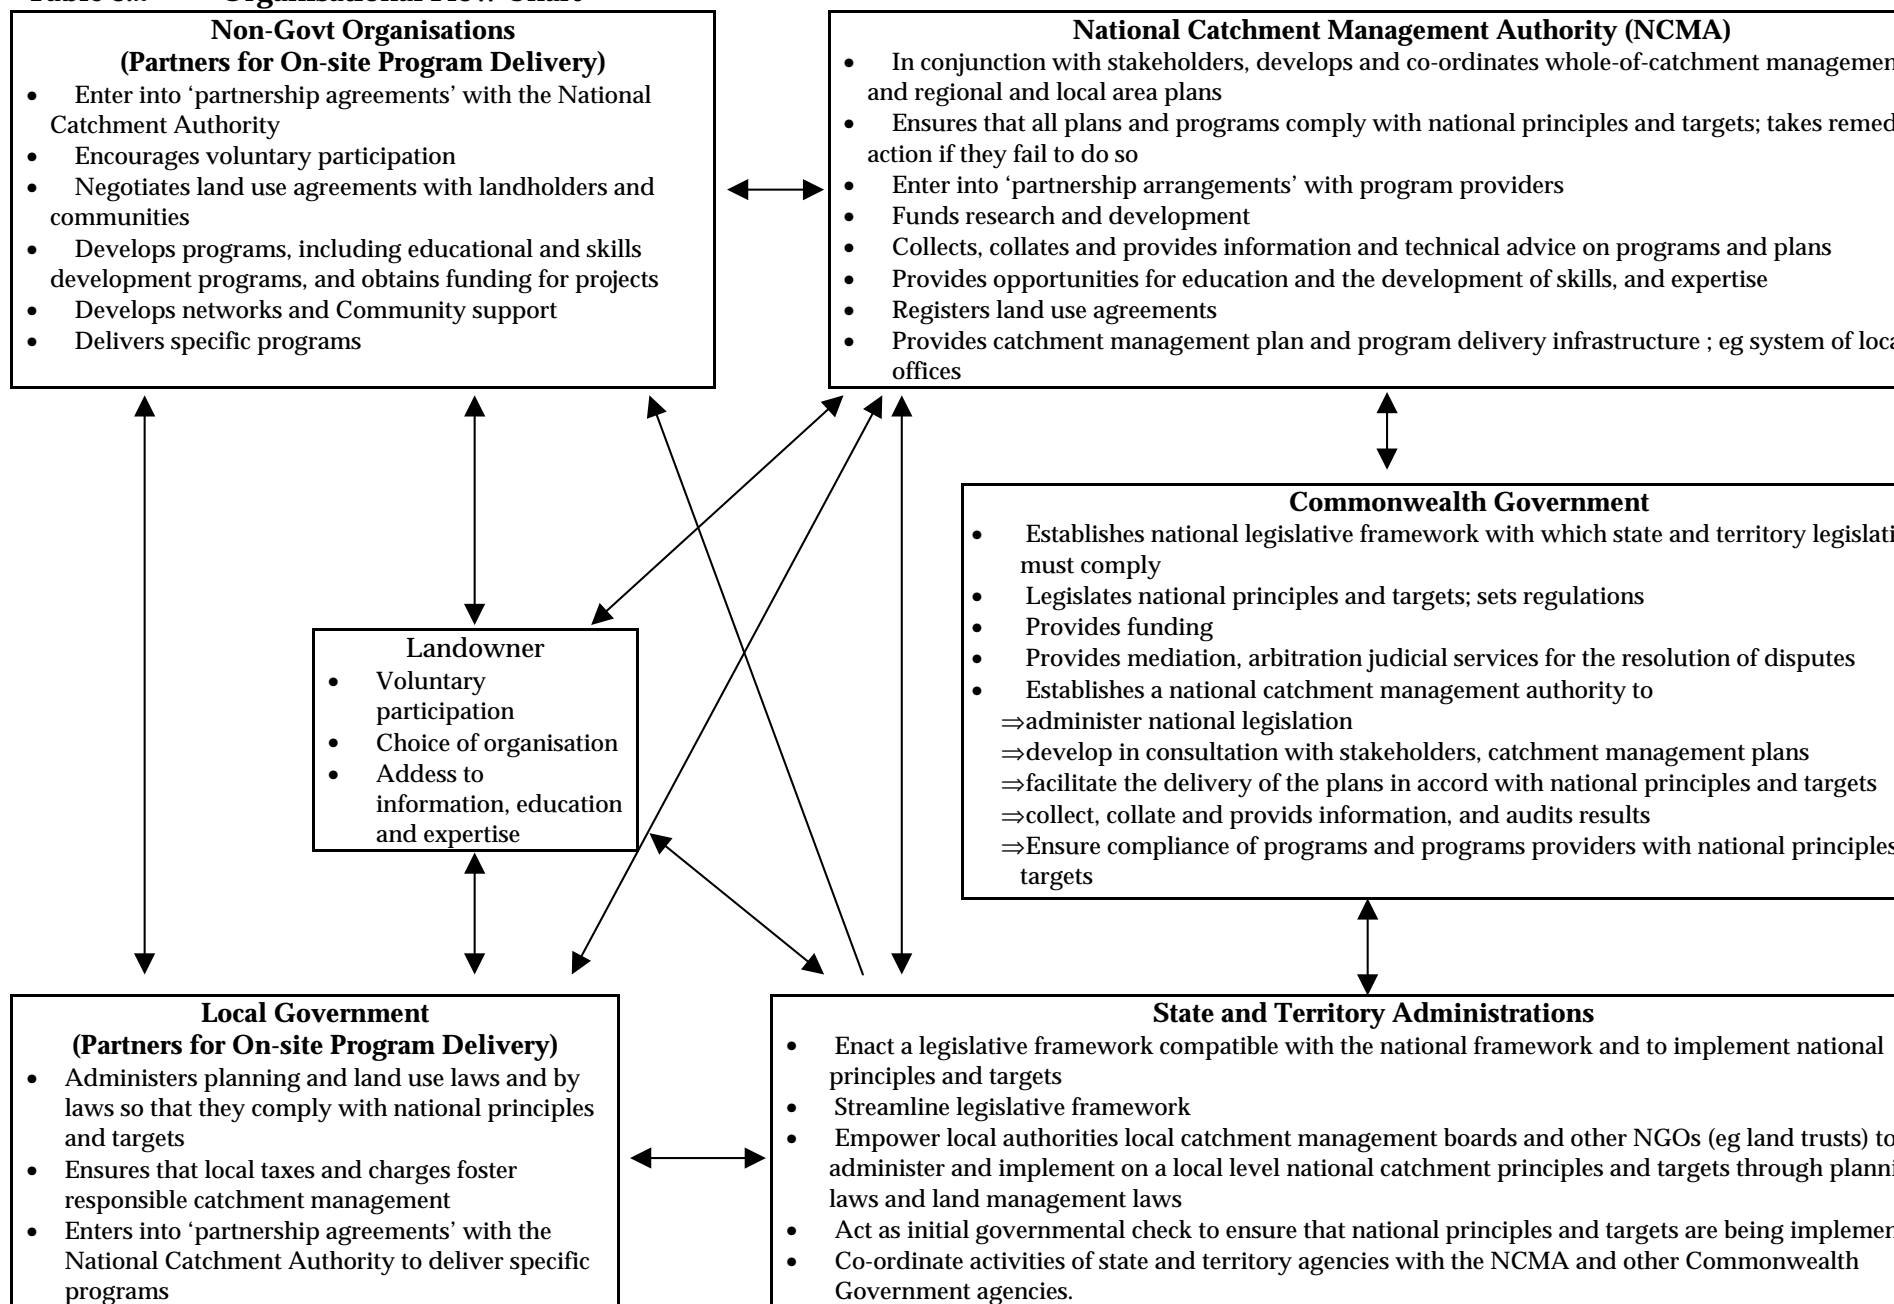 Non-Govt Organisations
(Partners for On-site Program Delivery)
• Enter into ‘partnership agreements’ with the National
Catchment Authority
• Encourages voluntary participation
• Negotiates land use agreements with landholders and
communities
• Develops programs, including educational and skills
development programs, and obtains funding for projects
• Develops networks and Community support
• Delivers specific programs
National Catchment Management Authority (NCMA)
• In conjunction with stakeholders, develops and co-ordinates whole-of-catchment managemen
and regional and local area plans
• Ensures that all plans and programs comply with national principles and targets; takes remed
action if they fail to do so
• Enter into ‘partnership arrangements’ with program providers
• Funds research and development
• Collects, collates and provides information and technical advice on programs and plans
• Provides opportunities for education and the development of skills, and expertise
• Registers land use agreements
• Provides catchment management plan and program delivery infrastructure ; eg system of loca
offices
Commonwealth Government
• Establishes national legislative framework with which state and territory legislati
must comply
• Legislates national principles and targets; sets regulations
• Provides funding
• Provides mediation, arbitration judicial services for the resolution of disputes
• Establishes a national catchment management authority to
⇒administer national legislation
⇒develop in consultation with stakeholders, catchment management plans
⇒facilitate the delivery of the plans in accord with national principles and targets
⇒collect, collate and provids information, and audits results
⇒Ensure compliance of programs and programs providers with national principles
targets
Landowner
• Voluntary
participation
• Choice of organisation
• Addess to
information, education
and expertise
Local Government
(Partners for On-site Program Delivery)
• Administers planning and land use laws and by
laws so that they comply with national principles
and targets
• Ensures that local taxes and charges foster
responsible catchment management
• Enters into ‘partnership agreements’ with the
National Catchment Authority to deliver specific
programs
State and Territory Administrations
• Enact a legislative framework compatible with the national framework and to implement national
principles and targets
• Streamline legislative framework
• Empower local authorities local catchment management boards and other NGOs (eg land trusts) to
administer and implement on a local level national catchment principles and targets through planni
laws and land management laws
• Act as initial governmental check to ensure that national principles and targets are being implemen
• Co-ordinate activities of state and territory agencies with the NCMA and other Commonwealth
Government agencies.